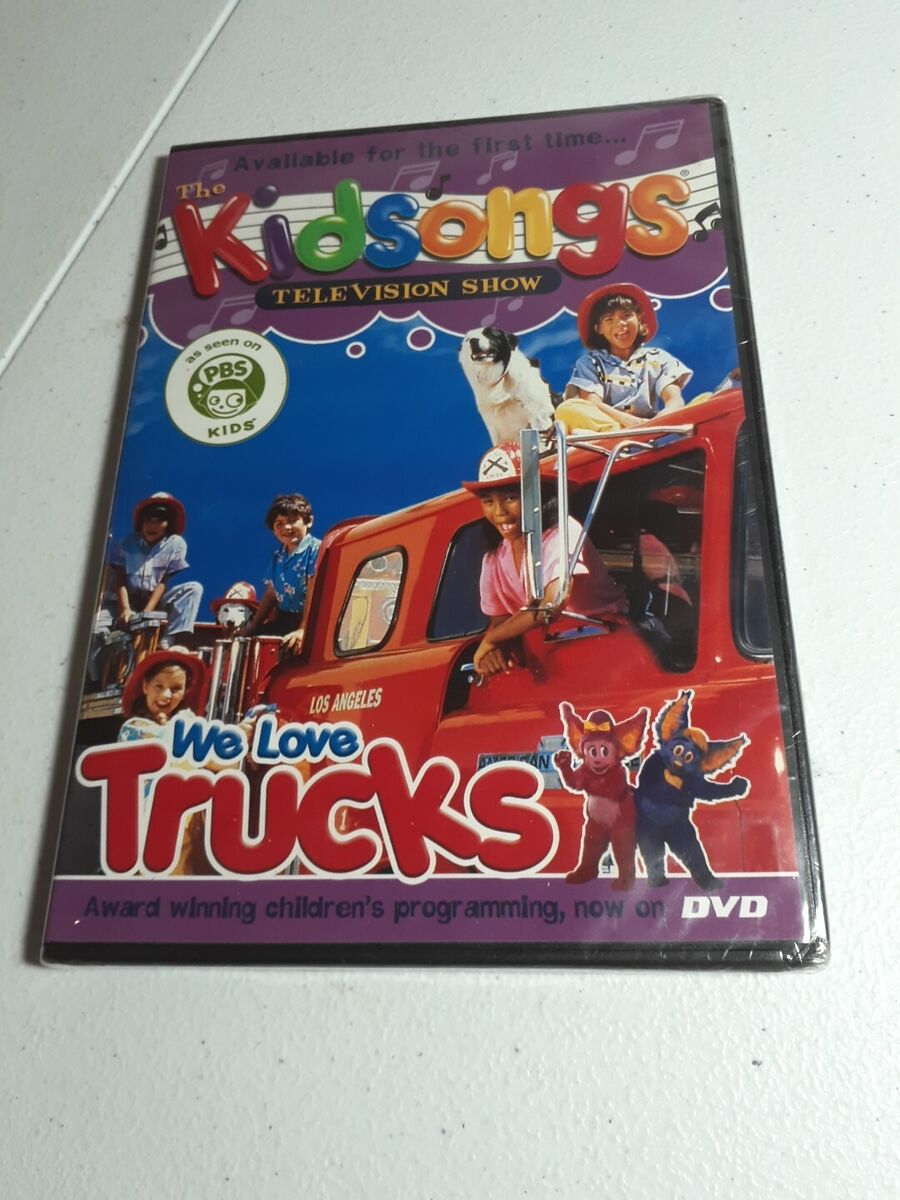 Available for the first time...
The
Kidsongs®
TELEVISION SHOW
as seen on
PBS
KIDS
LOS ANGELES
We Love
Trucks
1
Award winning children's programming, now on DVD